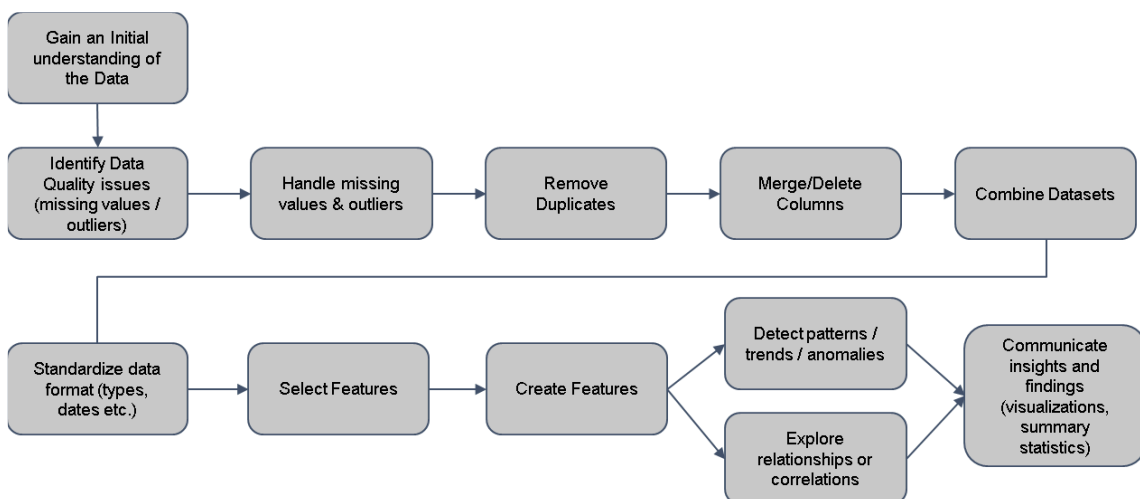 Gain an Initial
understanding of
the Data
Identify Data
Quality issues
(missing values /
outliers)
Handle missing
values & outliers
Remove
Duplicates
Merge/Delete
Columns
Combine Datasets
Standardize data
format (types,
dates etc.)
Select Features
Create Features
Detect patterns /
trends / anomalies
Explore
relationships or
correlations
Communicate
insights and
findings
(visualizations,
summary
statistics)